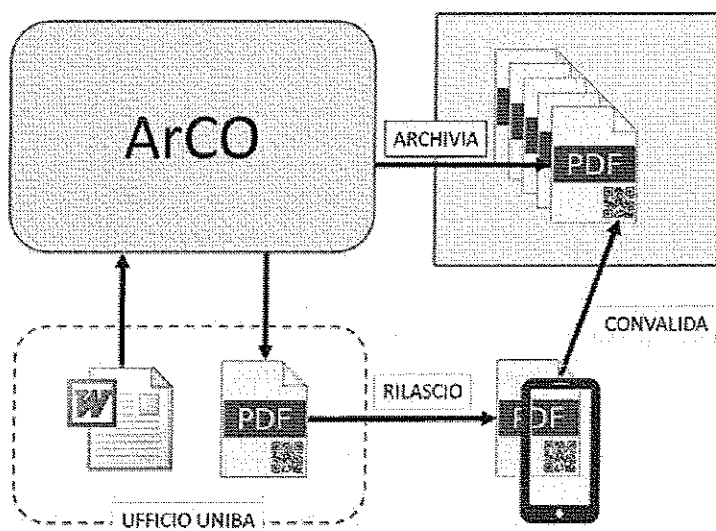 ArCO
ARCHIVIA
PDF
CONVALIDA
W
PDF
RILASCIO
PDF
UFFICIO UNIBA